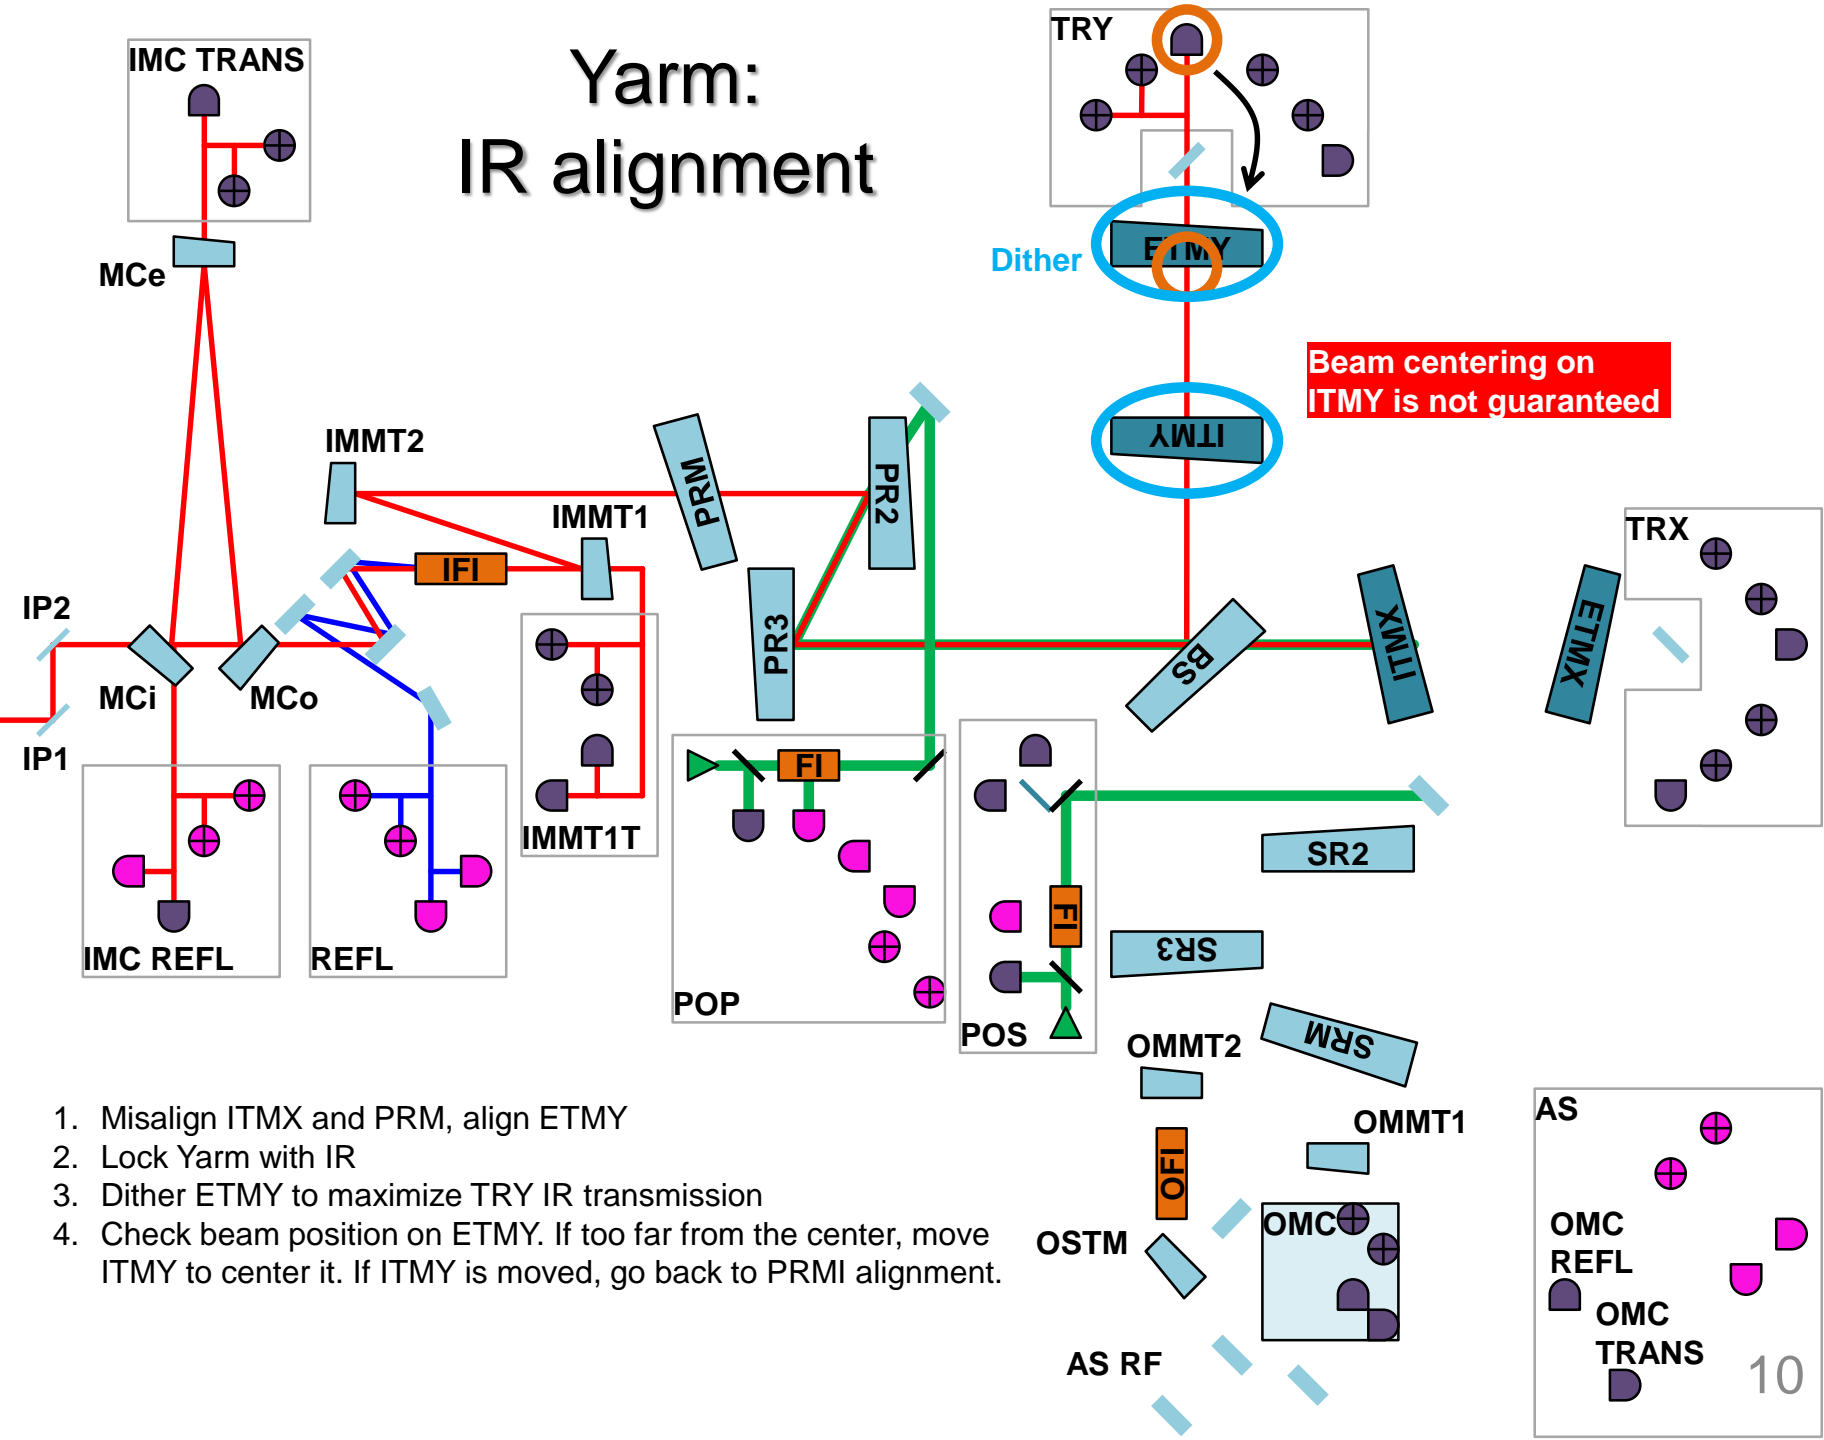 Yarm:
IR alignment
IMC TRANS
TRY
MCe
Dither
ETMY
Beam centering on
ITMY is not guaranteed
ITMY
IMMT2
PRM
PR2
IMMT1
TRX
IFI
ITMX
ETMX
IP2
PR3
BS
MCi
MCo
IP1
FI
IMMT1T
SR2
FI
IMC REFL
REFL
SR3
POP
POS
SRM
OMMT2
1. Misalign ITMX and PRM, align ETMY
2. Lock Yarm with IR
3. Dither ETMY to maximize TRY IR transmission
4. Check beam position on ETMY. If too far from the center, move
ITMY to center it. If ITMY is moved, go back to PRMI alignment.
OMMT1
AS
OFI
OSTM
OMC
OMC
REFL
OMC
TRANS
AS RF
10